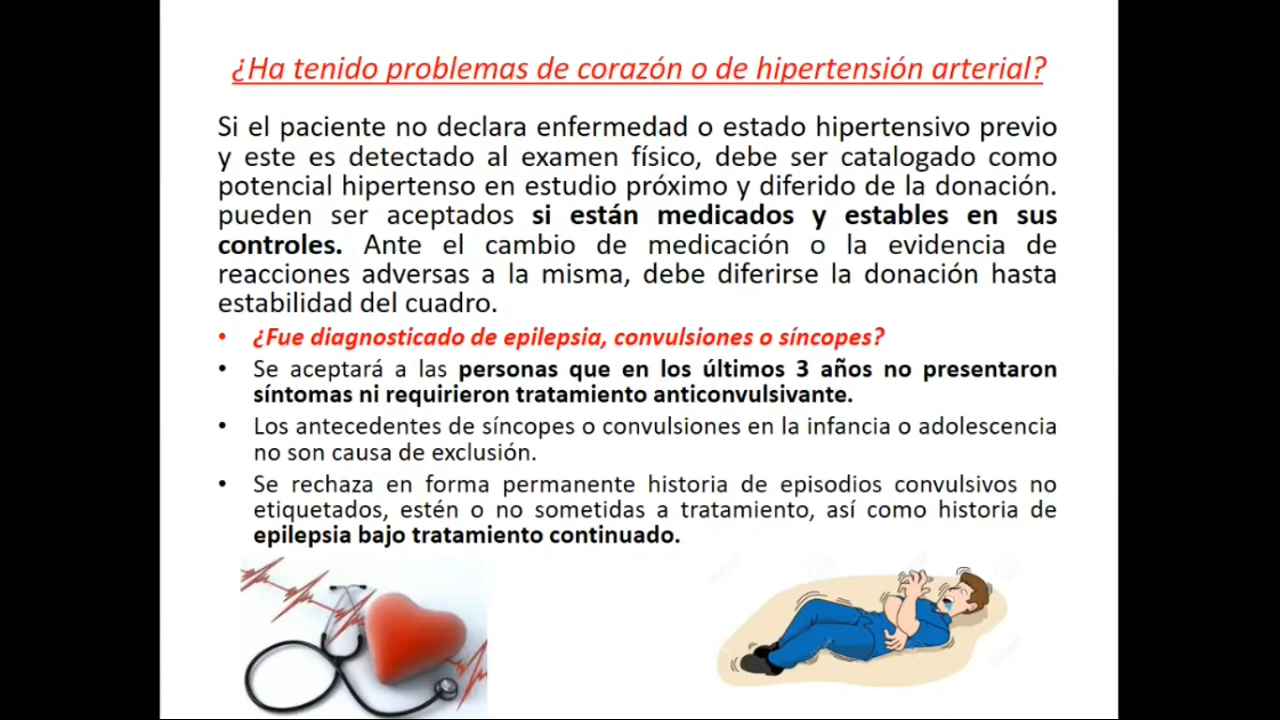 ¿Ha tenido problemas de corazón o de hipertensión arterial?
Si el paciente no declara enfermedad o estado hipertensivo previo
y este es detectado al examen físico, debe ser catalogado como
potencial hipertenso en estudio próximo y diferido de la donación.
pueden ser aceptados si están medicados y estables en sus
controles. Ante el cambio de medicación o la evidencia de
reacciones adversas a la misma, debe diferirse la donación hasta
estabilidad del cuadro.
• ¿Fue diagnosticado de epilepsia, convulsiones o síncopes?
• Se aceptará a las personas que en los últimos 3 años no presentaron
síntomas ni requirieron tratamiento anticonvulsivante.
• Los antecedentes de síncopes o convulsiones en la infancia o adolescencia
no son causa de exclusión.
• Se rechaza en forma permanente historia de episodios convulsivos no
etiquetados, estén o no sometidas a tratamiento, así como historia de
epilepsia bajo tratamiento continuado.